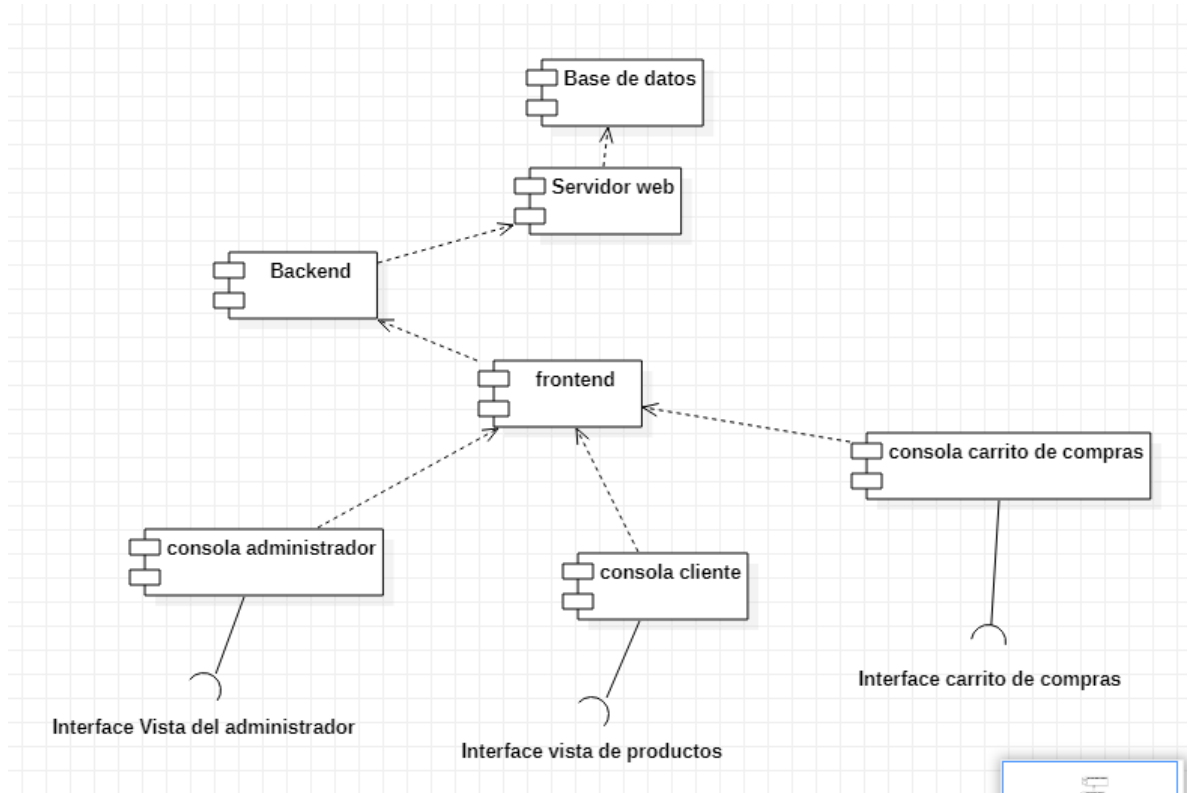 Base de datos
Servidor web
Backend
frontend
consola carrito de compras
consola administrador
consola cliente
Interface carrito de compras
Interface Vista del administrador
Interface vista de productos